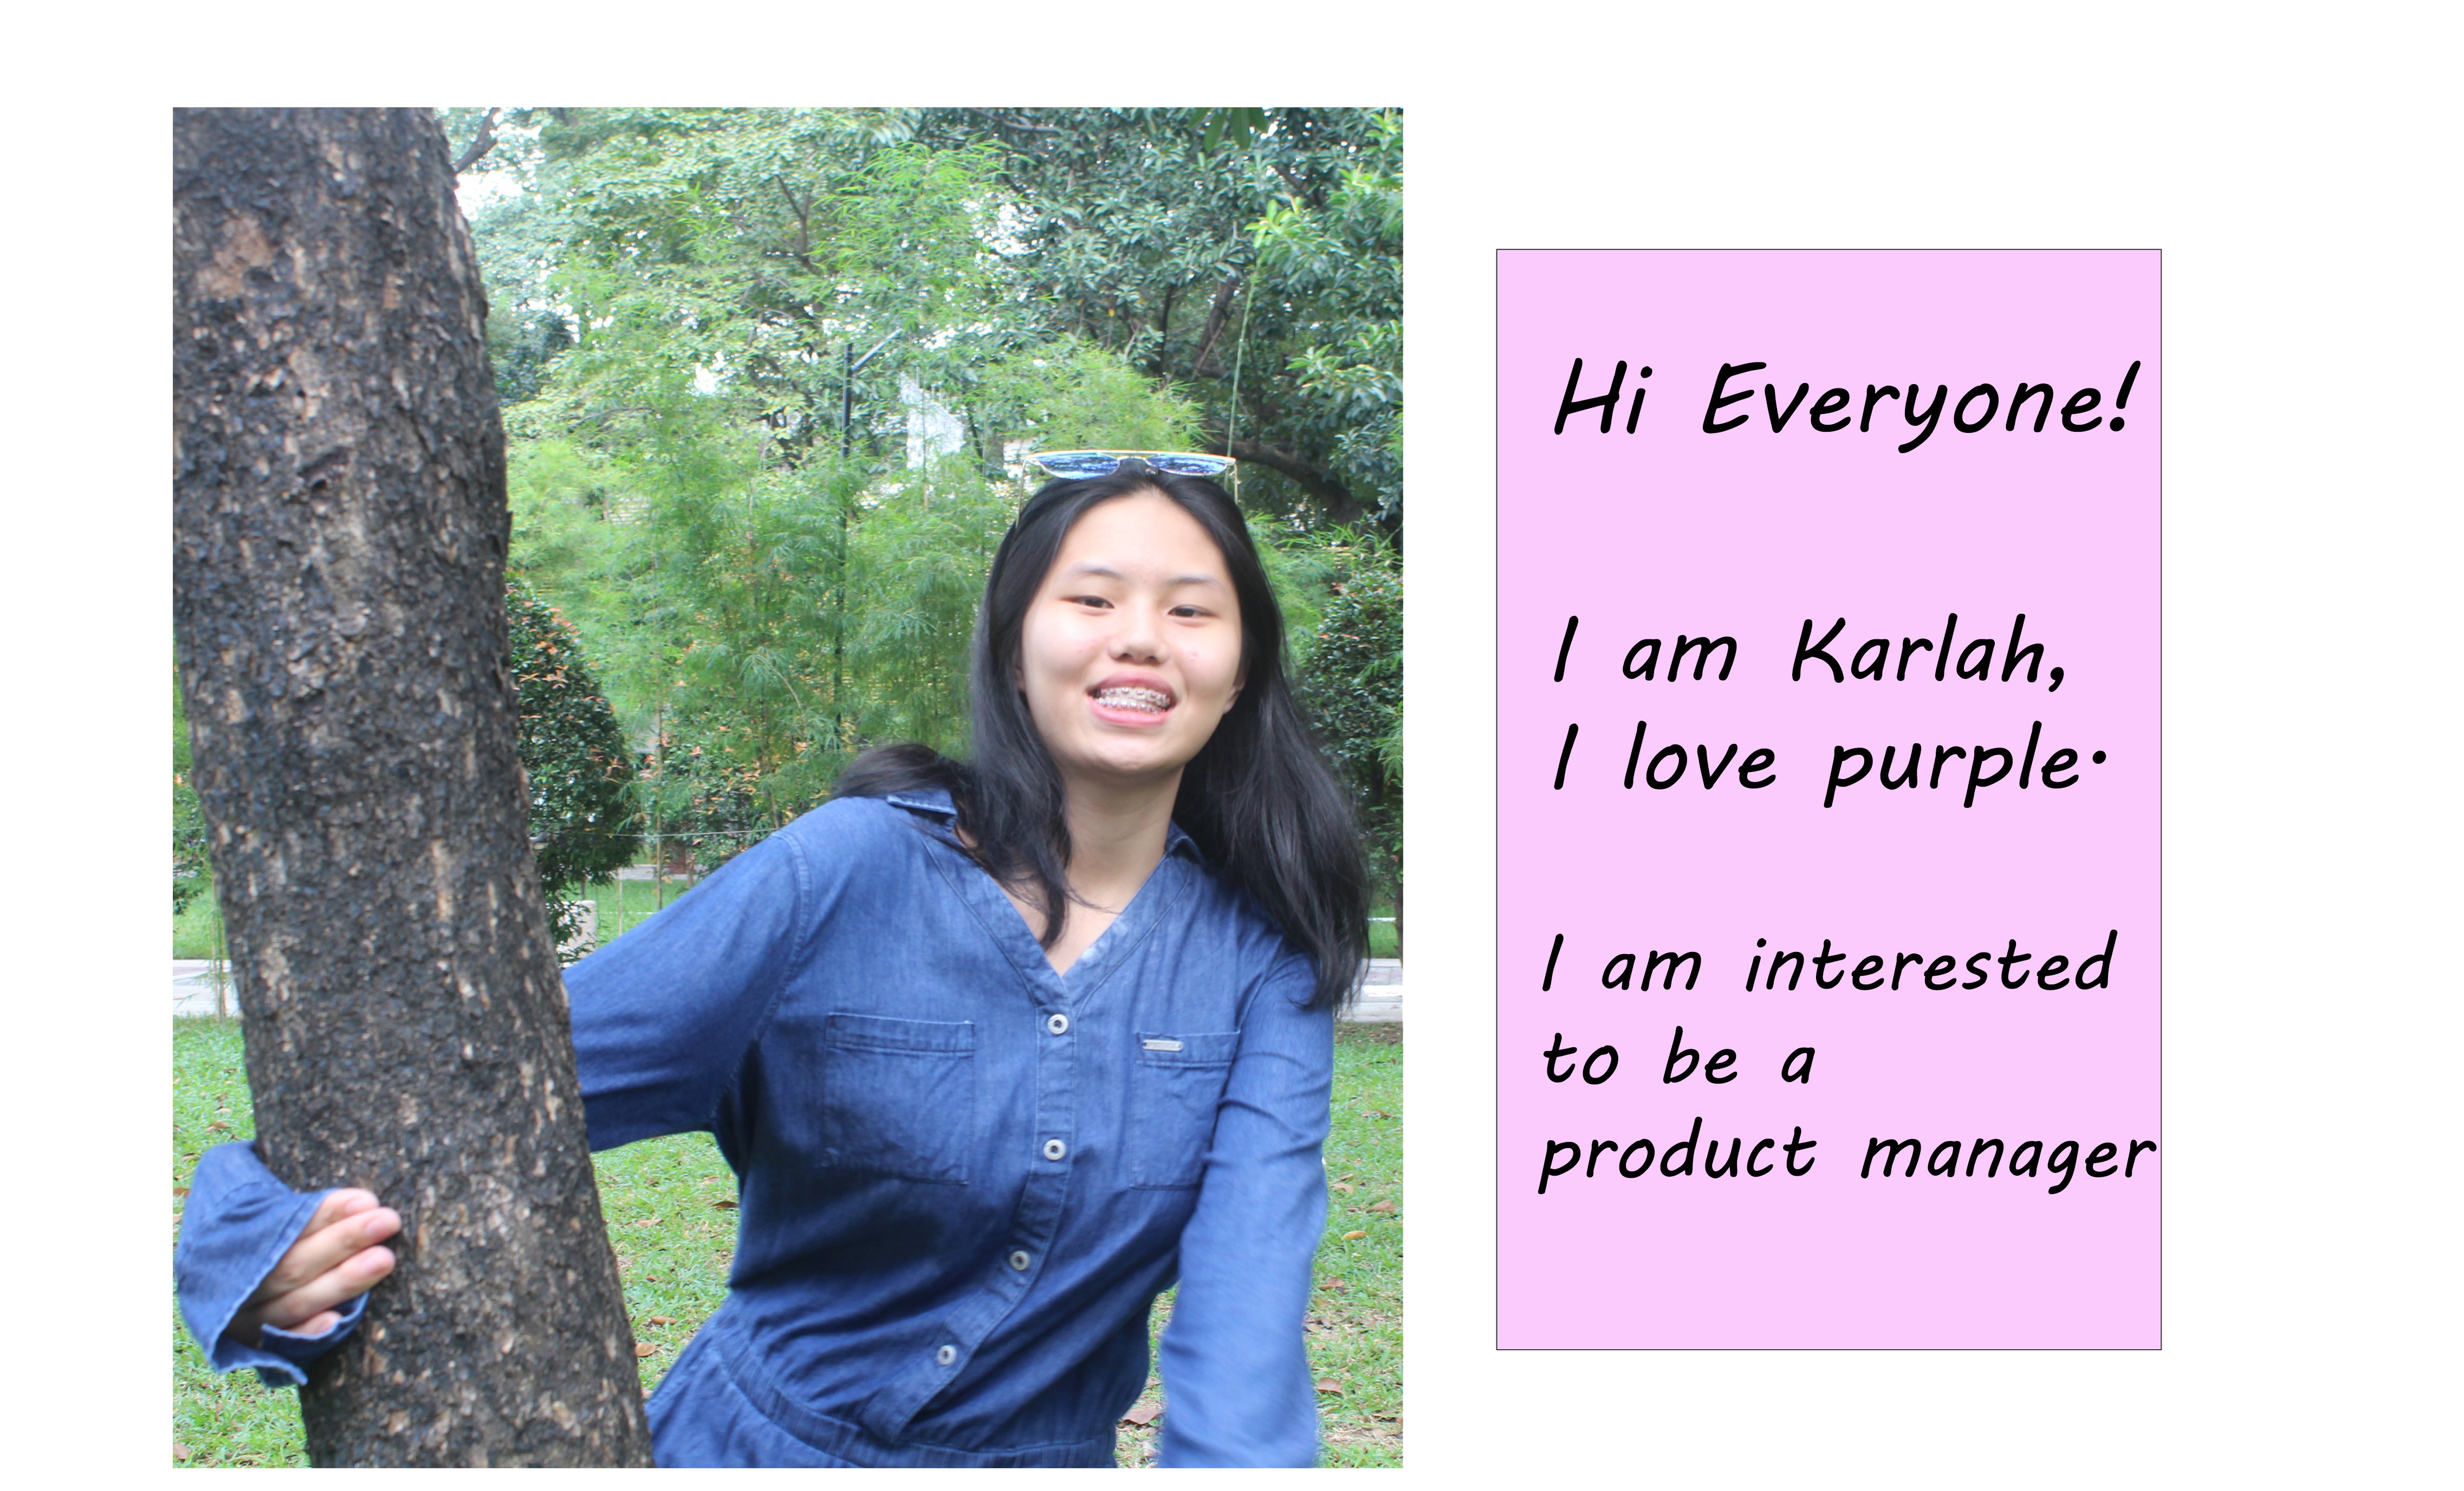 Hi Everyone!
I am Karlah,
I love purple.
I am interested
to be a
product manager